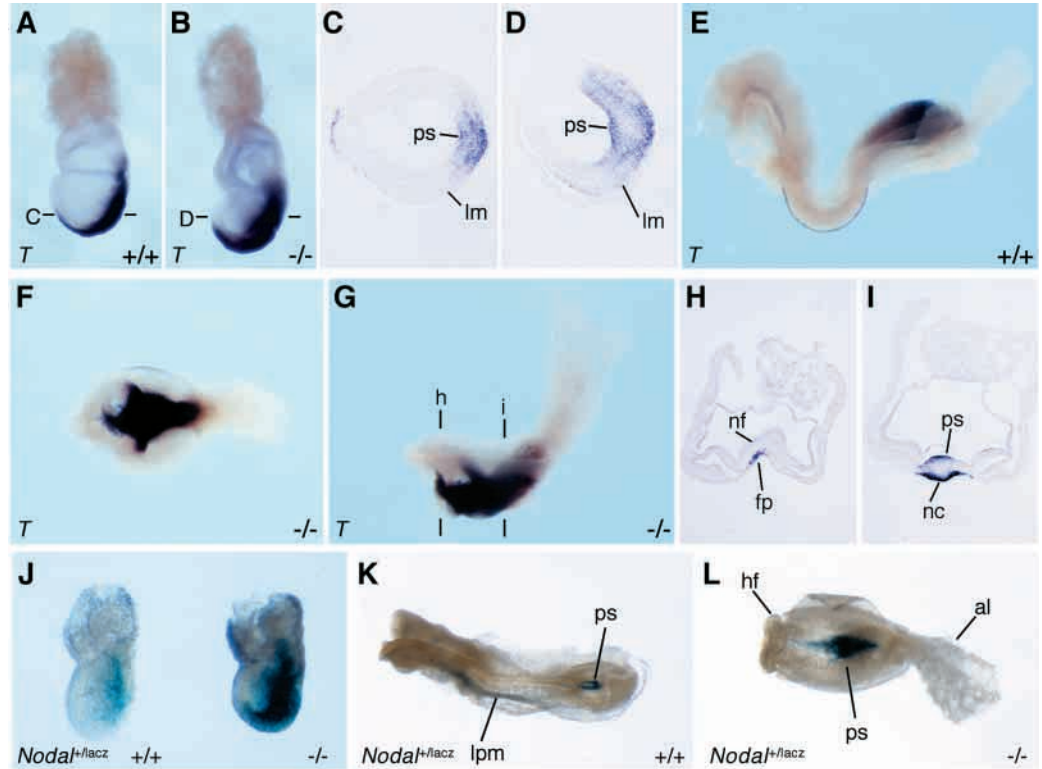 A
B
C
D
E
ps
ps
C
D
lm
lm
T
+/+
T
-/-
T
+/+
F
G
H
I
h
i
nf
ps
fp
nc
T
-/-
T
-/-
J
K
L
hf
ps
al
Nodal+/lacz
+/+
-/-
Nodal+/lacz
lpm
+/+
Nodal+/lacz
ps
-/-